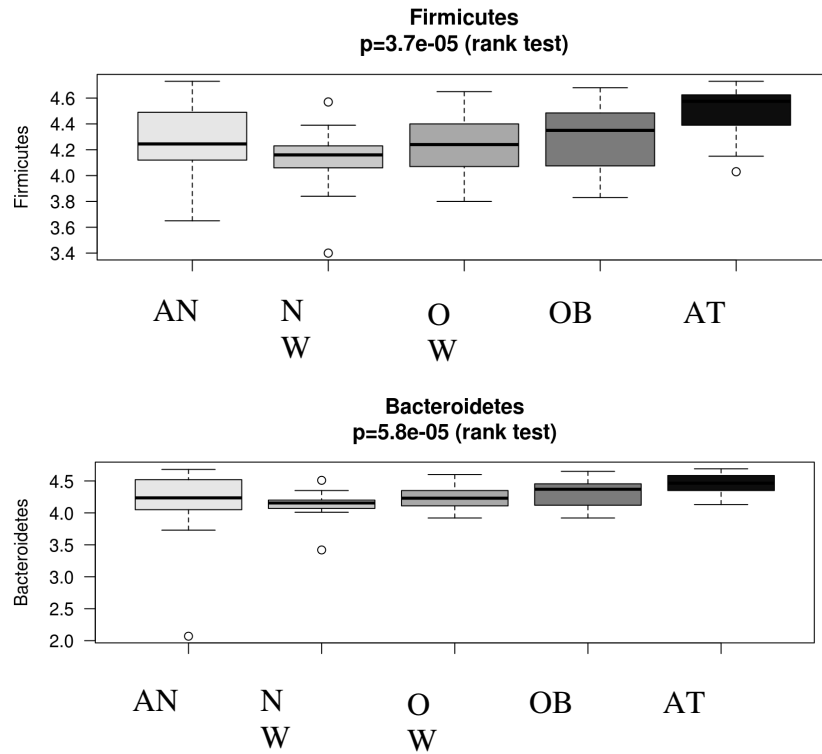 Firmicutes
p=3.7e-05 (rank test)
Firmicutes
4.6
4.4
4.2
4.0
3.8
3.6
3.4
AN N O OB AT
W W
Bacteroidetes
p=5.8e-05 (rank test)
Bacteroidetes
4.5
4.0
3.5
3.0
2.5
2.0
AN N O OB AT
W W